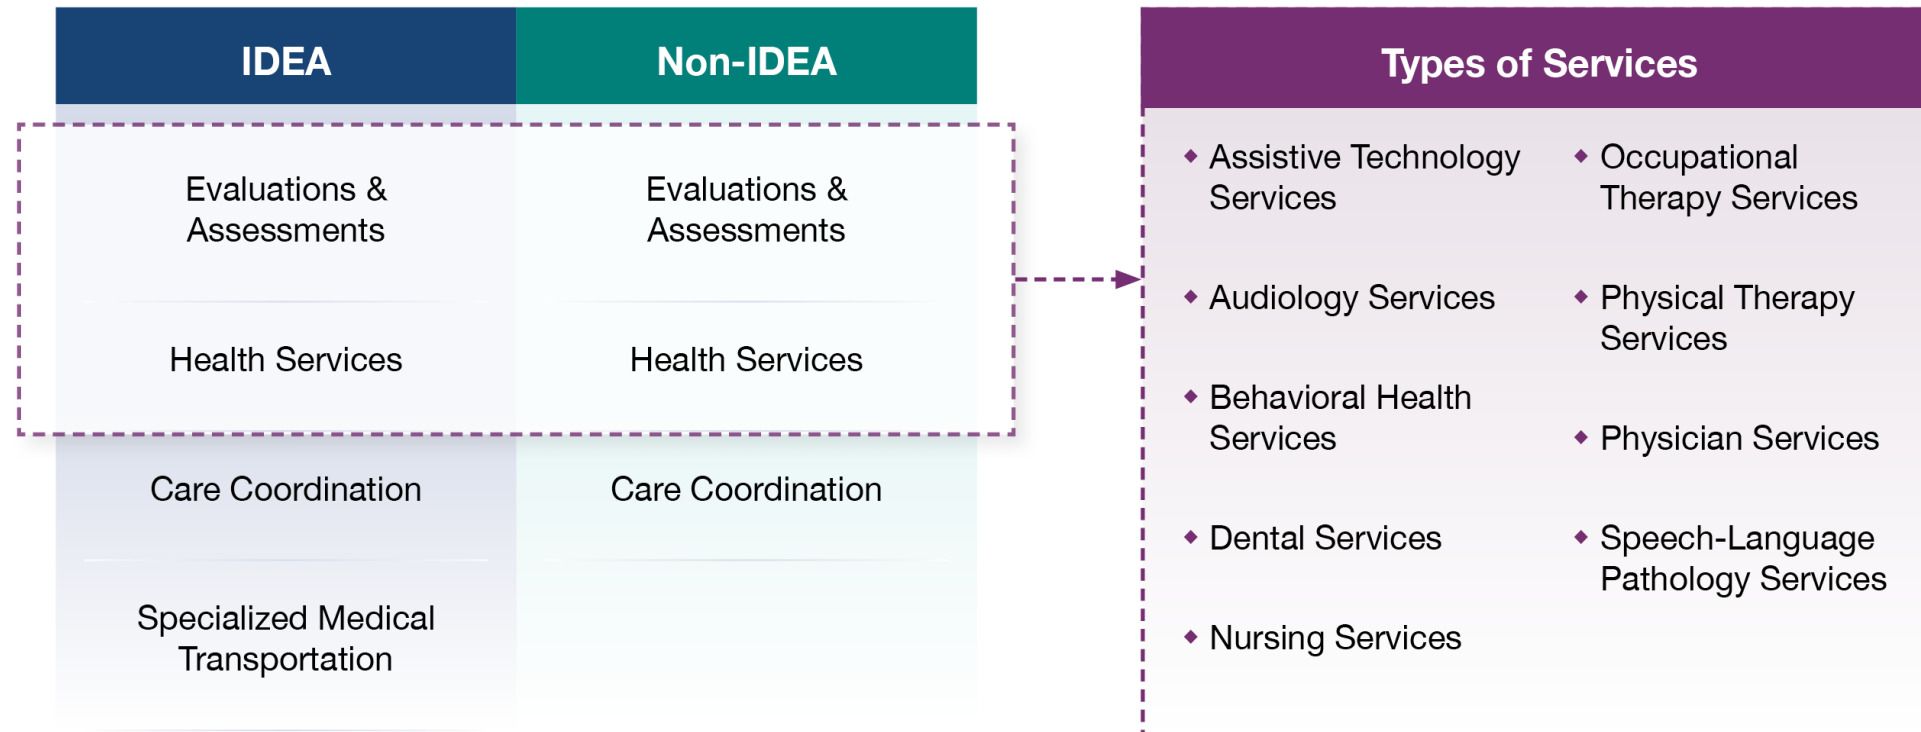 IDEA
Non-IDEA
Evaluations &
Assessments
Evaluations &
Assessments
Health Services
Health Services
Care Coordination
Care Coordination
Specialized Medical
Transportation
Types of Services
Assistive Technology
Services
Audiology Services
Behavioral Health
Services
Dental Services
Nursing Services
Occupational
Therapy Services
Physical Therapy
Services
Physician Services
Speech-Language
Pathology Services